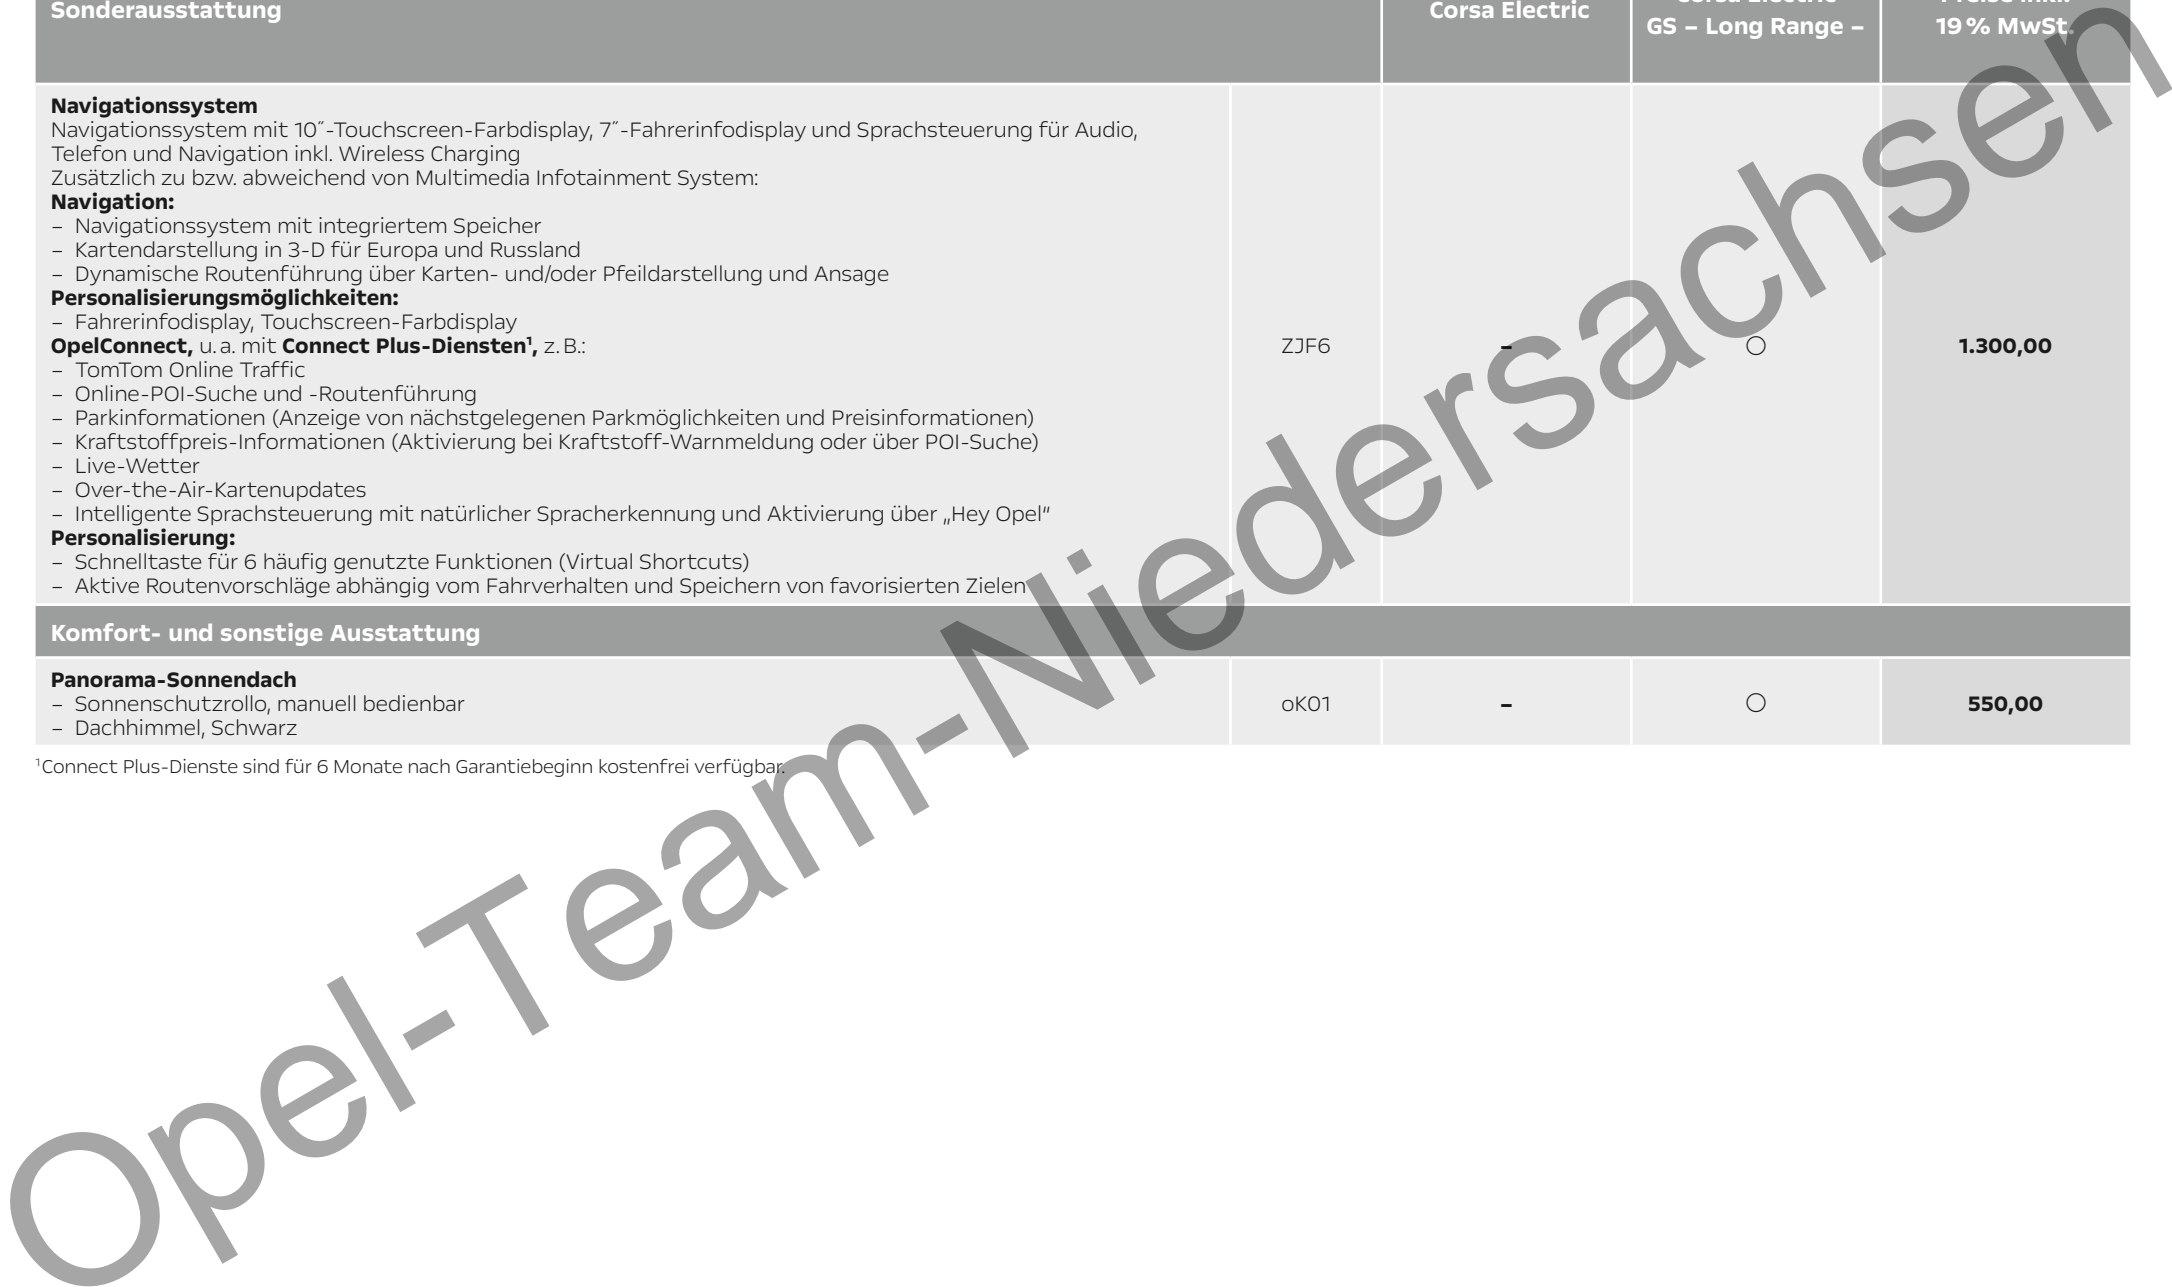 Sonderausstattung
Corsa Electric
Corsa Electric
GS – Long Range –
Preise inkl.
19 % MwSt.
Navigationssystem
Navigationssystem mit 10˝-Touchscreen-Farbdisplay, 7˝-Fahrerinfodisplay und Sprachsteuerung für Audio,
Telefon und Navigation inkl. Wireless Charging
Zusätzlich zu bzw. abweichend von Multimedia Infotainment System:
Navigation:
– Navigationssystem mit integriertem Speicher
– Kartendarstellung in 3-D für Europa und Russland
– Dynamische Routenführung über Karten- und/oder Pfeildarstellung und Ansage
Personalisierungsmöglichkeiten:
– Fahrerinfodisplay, Touchscreen-Farbdisplay
OpelConnect, u. a. mit Connect Plus-Diensten¹, z. B.:
– TomTom Online Traffic
– Online-POI-Suche und -Routenführung
– Parkinformationen (Anzeige von nächstgelegenen Parkmöglichkeiten und Preisinformationen)
– Kraftstoffpreis-Informationen (Aktivierung bei Kraftstoff-Warnmeldung oder über POI-Suche)
– Live-Wetter
– Over-the-Air-Kartenupdates
– Intelligente Sprachsteuerung mit natürlicher Spracherkennung und Aktivierung über „Hey Opel“
Personalisierung:
– Schnelltaste für 6 häufig genutzte Funktionen (Virtual Shortcuts)
– Aktive Routenvorschläge abhängig vom Fahrverhalten und Speichern von favorisierten Zielen
ZJF6 – ○ 1.300,00
Komfort- und sonstige Ausstattung
Panorama-Sonnendach
– Sonnenschutzrollo, manuell bedienbar
– Dachhimmel, Schwarz
oK01 – ○ 550,00
¹Connect Plus-Dienste sind für 6 Monate nach Garantiebeginn kostenfrei verfügbar.
Opel-Team-Niedersachsen